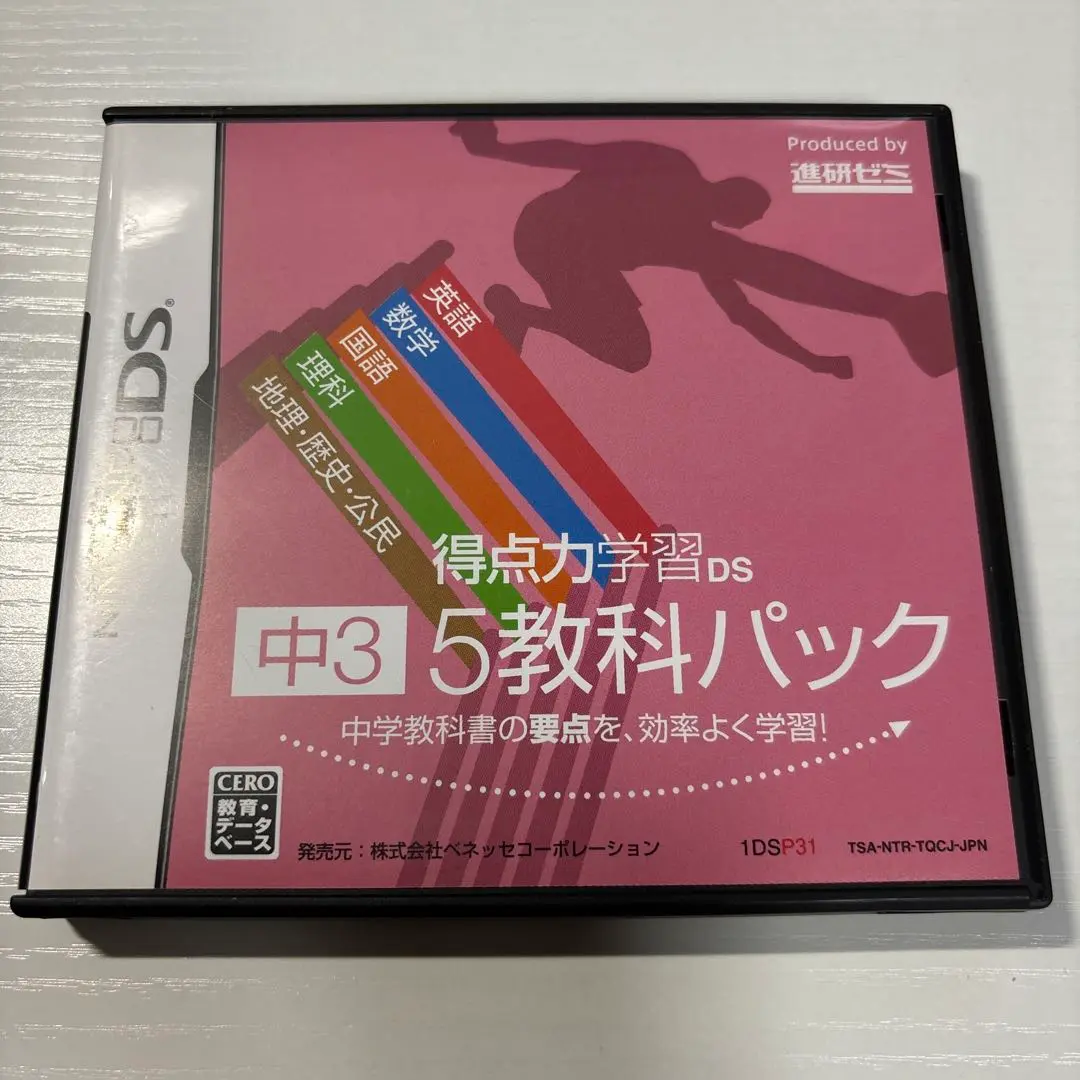 Produced by
進研ゼミ
英語
数学
国語
理科
地理・歴史・公民
得点力学習DS
中3 5教科パック
中学教科書の要点を、効率よく学習!
CERO
教育・
データ
ベース
発売元:株式会社ベネッセコーポレーション
1DSP31
TSA-NTR-TQCJ-JPN
DS®